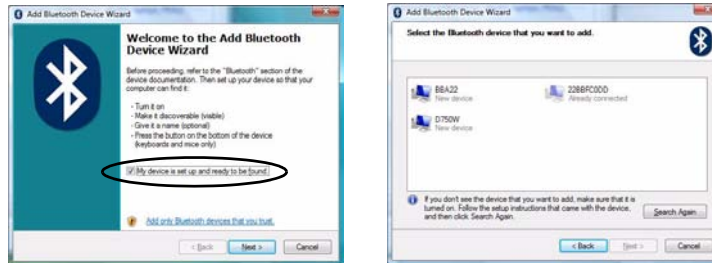 Add Bluetooth Device Wizard
Welcome to the Add Bluetooth
Device Wizard
Before proceeding, refer to the "Bluetooth" section of the
device documentation. Then set up your device so that your
computer can find it:
- Turn it on
- Make it discoverable (visible)
- Give it a name (optional)
- Press the button on the bottom of the device
(keyboards and mice only)
My device is set up and ready to be found.
Add only Bluetooth devices that you trust.
< Back
Next >
Cancel
Add Bluetooth Device Wizard
Select the Bluetooth device that you want to add.
BBA22
New device
22BBFC0DD
Already connected
D750W
New device
If you don't see the device that you want to add, make sure that it is
turned on. Follow the setup instructions that came with the device,
and then click Search Again.
Search Again
< Back
Next >
Cancel